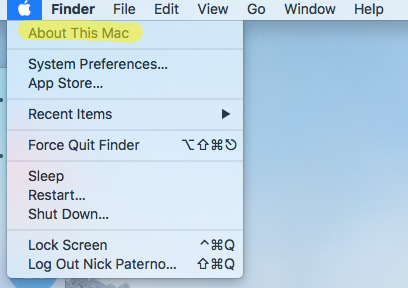 Finder File Edit View Go Window Help
About This Mac
System Preferences...
App Store...
Recent Items ▶
Force Quit Finder ⌥⇧⌘⎋
Sleep
Restart...
Shut Down...
Lock Screen ^⌘Q
Log Out Nick Paterno... ⇧⌘Q